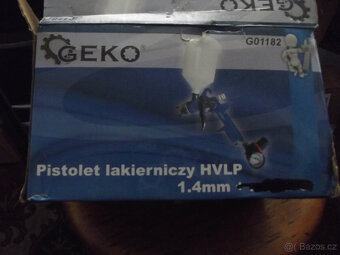 GEKO
G01182
Pistolet lakierniczy HVLP
1.4mm
Bazos.cz